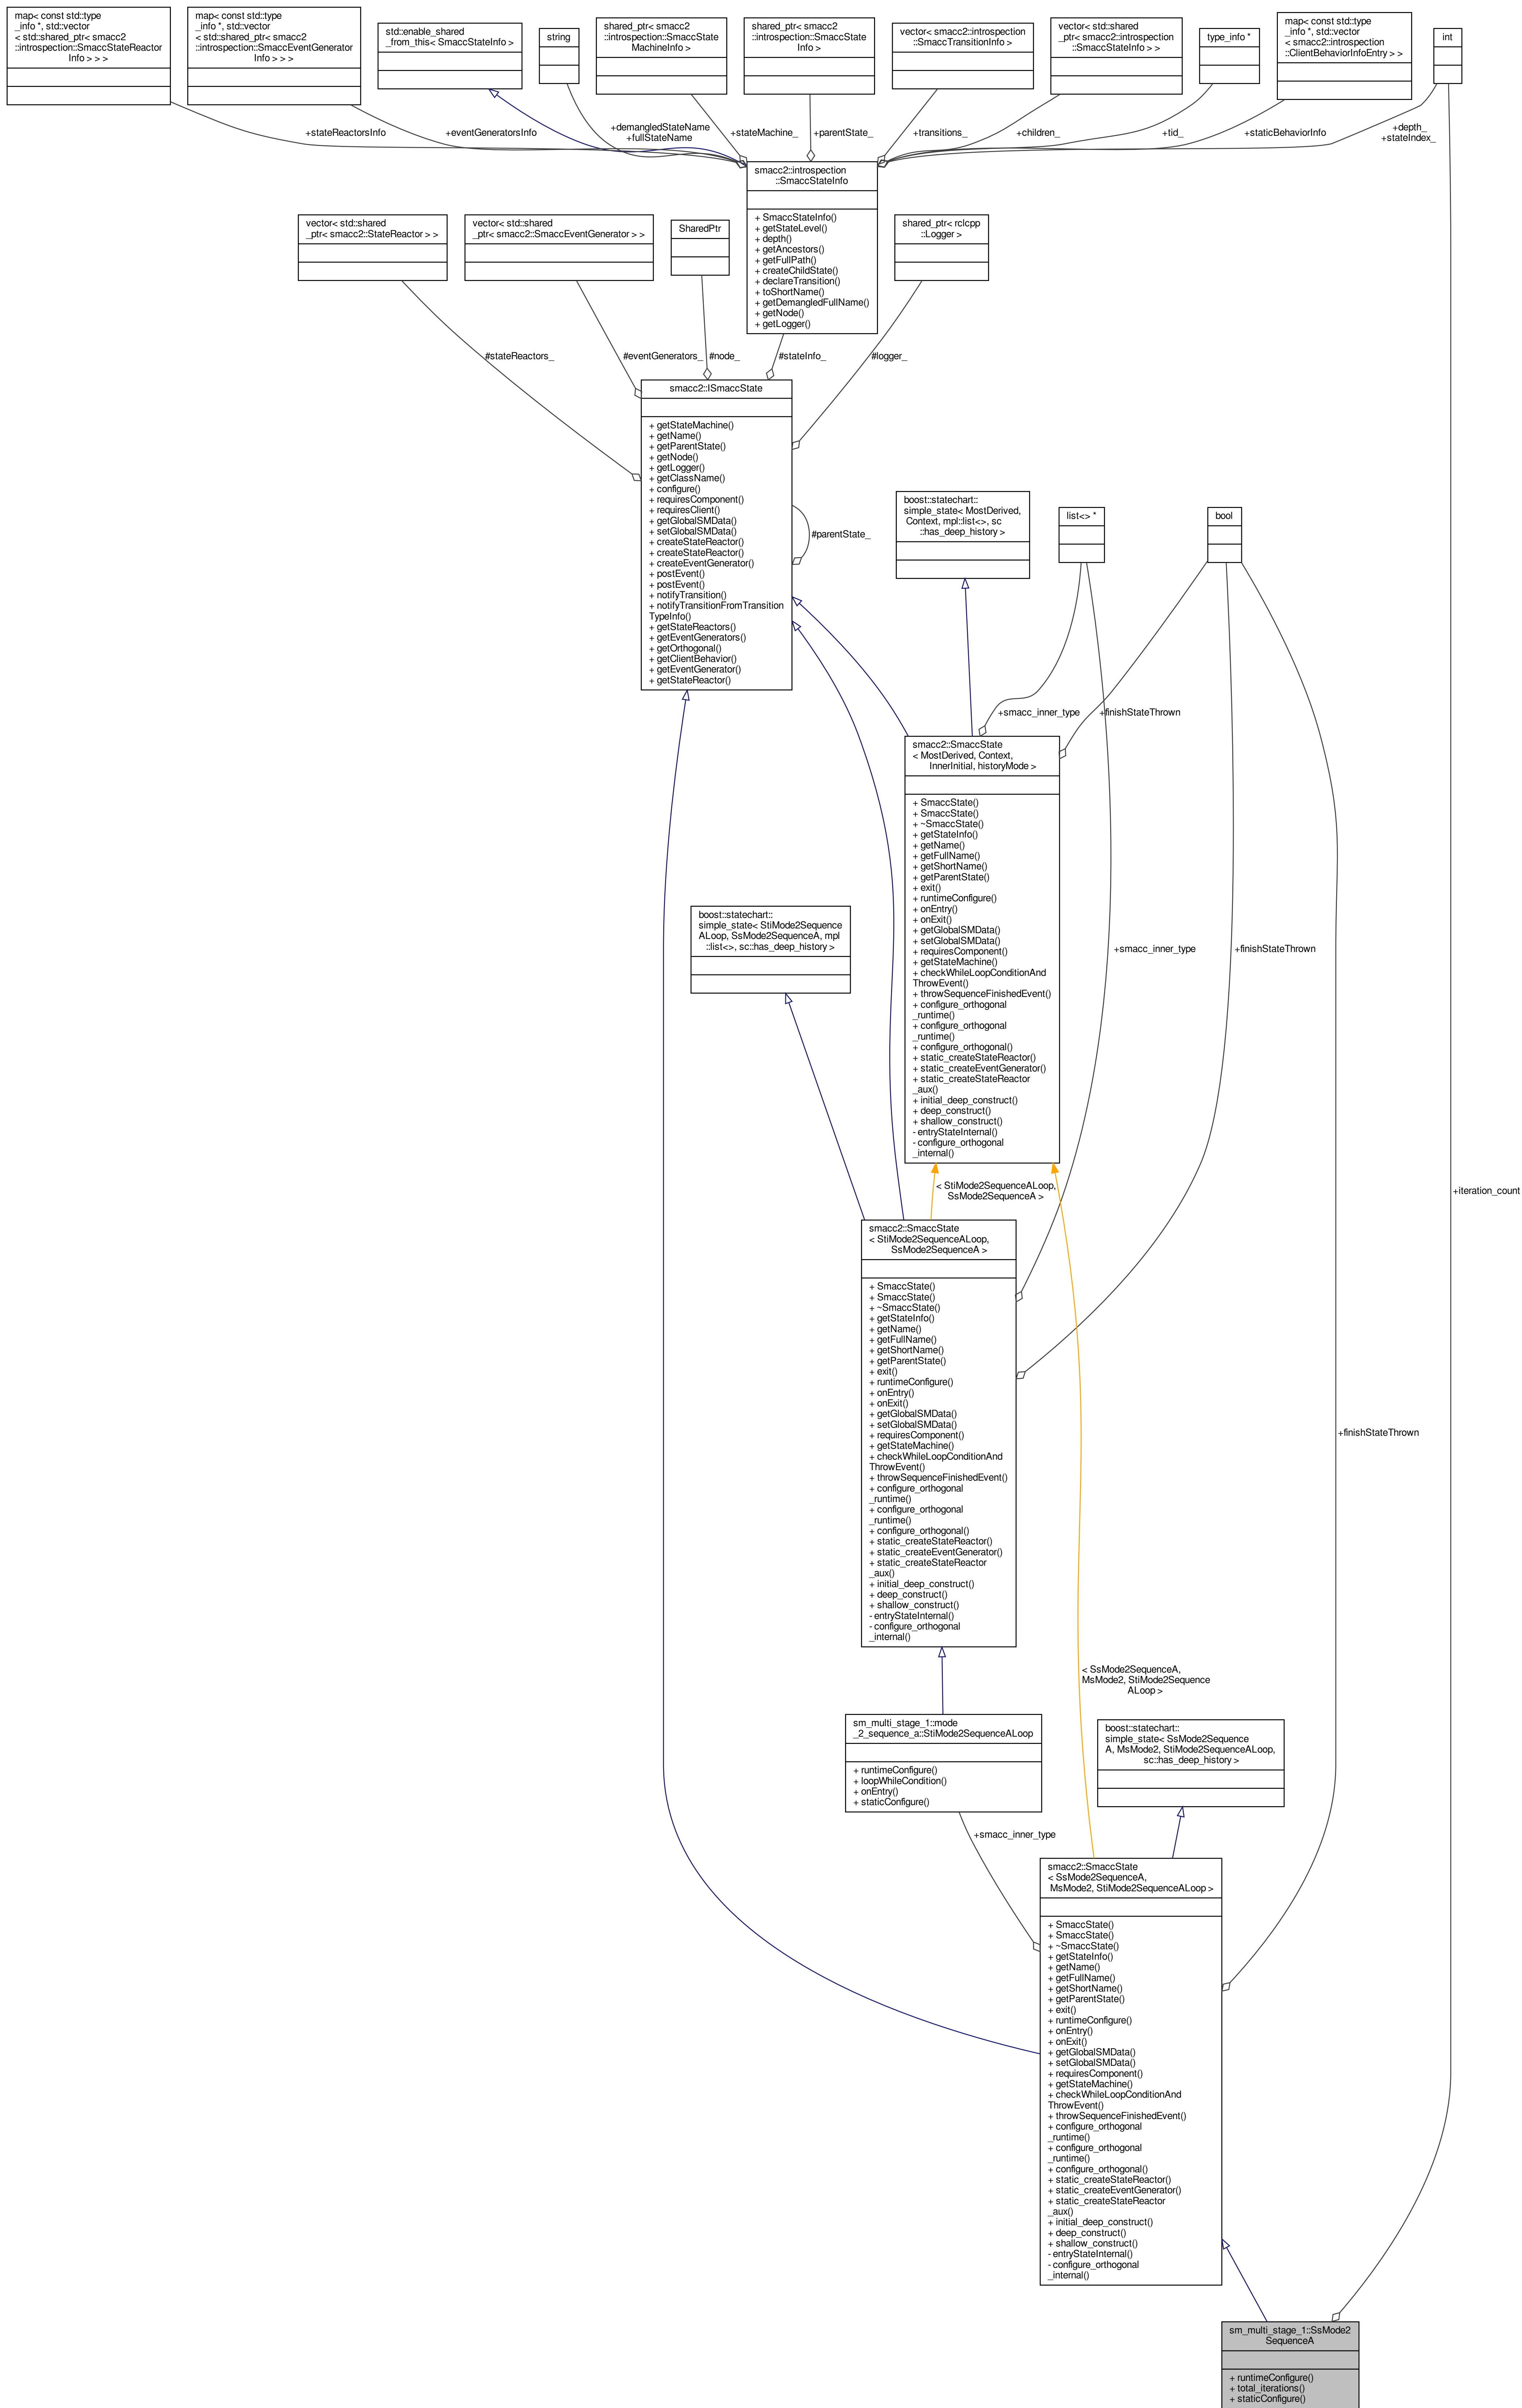 map< const std::type
_info *, std::vector
< std::shared_ptr< smacc2
::introspection::SmaccStateReactor
Info > > >
map< const std::type
_info *, std::vector
< std::shared_ptr< smacc2
::introspection::SmaccEventGenerator
Info > > >
std::enable_shared
_from_this< SmaccStateInfo >
string
shared_ptr< smacc2
::introspection::SmaccState
MachineInfo >
shared_ptr< smacc2
::introspection::SmaccState
Info >
vector< smacc2::introspection
::SmaccTransitionInfo >
vector< std::shared
_ptr< smacc2::introspection
::SmaccStateInfo > >
type_info *
map< const std::type
_info *, std::vector
< smacc2::introspection
::ClientBehaviorInfoEntry > >
int
+stateReactorsInfo
+eventGeneratorsInfo
+demangledStateName
+fullStateName
+stateMachine_
+parentState_
+transitions_
+children_
+tid_
+staticBehaviorInfo
+depth_
+stateIndex_
smacc2::introspection
::SmaccStateInfo
+ SmaccStateInfo()
+ getStateLevel()
+ depth()
+ getAncestors()
+ getFullPath()
+ createChildState()
+ declareTransition()
+ toShortName()
+ getDemangledFullName()
+ getNode()
+ getLogger()
vector< std::shared
_ptr< smacc2::StateReactor > >
vector< std::shared
_ptr< smacc2::SmaccEventGenerator > >
SharedPtr
shared_ptr< rclcpp
::Logger >
#stateReactors_
#eventGenerators_
#node_
#stateInfo_
#logger_
smacc2::ISmaccState
+ getStateMachine()
+ getName()
+ getParentState()
+ getNode()
+ getLogger()
+ getClassName()
+ configure()
+ requiresComponent()
+ requiresClient()
+ getGlobalSMData()
+ setGlobalSMData()
+ createStateReactor()
+ createStateReactor()
+ createEventGenerator()
+ postEvent()
+ postEvent()
+ notifyTransition()
+ notifyTransitionFromTransition
TypeInfo()
+ getStateReactors()
+ getEventGenerators()
+ getOrthogonal()
+ getClientBehavior()
+ getEventGenerator()
+ getStateReactor()
#parentState_
boost::statechart::
simple_state< MostDerived,
Context, mpl::list<>, sc
::has_deep_history >
list<> *
bool
+smacc_inner_type
+finishStateThrown
smacc2::SmaccState
< MostDerived, Context,
InnerInitial, historyMode >
+ SmaccState()
+ SmaccState()
+ ~SmaccState()
+ getStateInfo()
+ getName()
+ getFullName()
+ getShortName()
+ getParentState()
+ exit()
+ runtimeConfigure()
+ onEntry()
+ onExit()
+ getGlobalSMData()
+ setGlobalSMData()
+ requiresComponent()
+ getStateMachine()
+ checkWhileLoopConditionAnd
ThrowEvent()
+ throwSequenceFinishedEvent()
+ configure_orthogonal
_runtime()
+ configure_orthogonal
_runtime()
+ configure_orthogonal()
+ static_createStateReactor()
+ static_createEventGenerator()
+ static_createStateReactor
_aux()
+ initial_deep_construct()
+ deep_construct()
+ shallow_construct()
- entryStateInternal()
- configure_orthogonal
_internal()
boost::statechart::
simple_state< StiMode2Sequence
ALoop, SsMode2SequenceA, mpl
::list<>, sc::has_deep_history >
+smacc_inner_type
+finishStateThrown
< StiMode2SequenceALoop,
SsMode2SequenceA >
+iteration_count
smacc2::SmaccState
< StiMode2SequenceALoop,
SsMode2SequenceA >
+ SmaccState()
+ SmaccState()
+ ~SmaccState()
+ getStateInfo()
+ getName()
+ getFullName()
+ getShortName()
+ getParentState()
+ exit()
+ runtimeConfigure()
+ onEntry()
+ onExit()
+ getGlobalSMData()
+ setGlobalSMData()
+ requiresComponent()
+ getStateMachine()
+ checkWhileLoopConditionAnd
ThrowEvent()
+ throwSequenceFinishedEvent()
+ configure_orthogonal
_runtime()
+ configure_orthogonal
_runtime()
+ configure_orthogonal()
+ static_createStateReactor()
+ static_createEventGenerator()
+ static_createStateReactor
_aux()
+ initial_deep_construct()
+ deep_construct()
+ shallow_construct()
- entryStateInternal()
- configure_orthogonal
_internal()
+finishStateThrown
< SsMode2SequenceA,
MsMode2, StiMode2Sequence
ALoop >
sm_multi_stage_1::mode
_2_sequence_a::StiMode2SequenceALoop
+ runtimeConfigure()
+ loopWhileCondition()
+ onEntry()
+ staticConfigure()
boost::statechart::
simple_state< SsMode2Sequence
A, MsMode2, StiMode2SequenceALoop,
sc::has_deep_history >
+smacc_inner_type
smacc2::SmaccState
< SsMode2SequenceA,
MsMode2, StiMode2SequenceALoop >
+ SmaccState()
+ SmaccState()
+ ~SmaccState()
+ getStateInfo()
+ getName()
+ getFullName()
+ getShortName()
+ getParentState()
+ exit()
+ runtimeConfigure()
+ onEntry()
+ onExit()
+ getGlobalSMData()
+ setGlobalSMData()
+ requiresComponent()
+ getStateMachine()
+ checkWhileLoopConditionAnd
ThrowEvent()
+ throwSequenceFinishedEvent()
+ configure_orthogonal
_runtime()
+ configure_orthogonal
_runtime()
+ configure_orthogonal()
+ static_createStateReactor()
+ static_createEventGenerator()
+ static_createStateReactor
_aux()
+ initial_deep_construct()
+ deep_construct()
+ shallow_construct()
- entryStateInternal()
- configure_orthogonal
_internal()
sm_multi_stage_1::SsMode2
SequenceA
+ runtimeConfigure()
+ total_iterations()
+ staticConfigure()